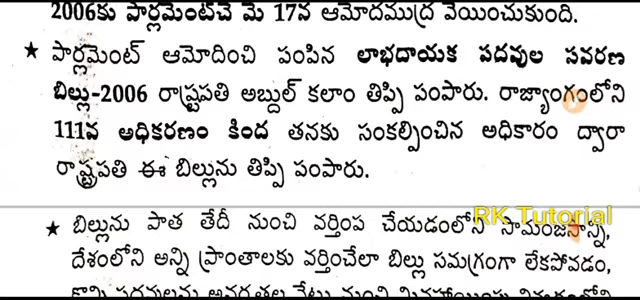 2006కు పార్లమెంట్‌చే మే 17న ఆమోదముద్ర వేయించుకుంది.
★ పార్లమెంట్ ఆమోదించి పంపిన లాభదాయక పదవుల సవరణ
బిల్లు-2006 రాష్ట్రపతి అబ్దుల్ కలాం తిప్పి పంపారు. రాజ్యాంగంలోని
111వ అధికరణం కింద తనకు సంకల్పించిన అధికారం ద్వారా
రాష్ట్రపతి ఈ బిల్లును తిప్పి పంపారు.
RK Tutorial
★ బిల్లును పాత తేదీ నుంచి వర్తింప చేయడంలోని సామంజస్యాన్ని,
దేశంలోని అన్ని ప్రాంతాలకు వర్తించేలా బిల్లు సమగ్రంగా లేకపోవడం,